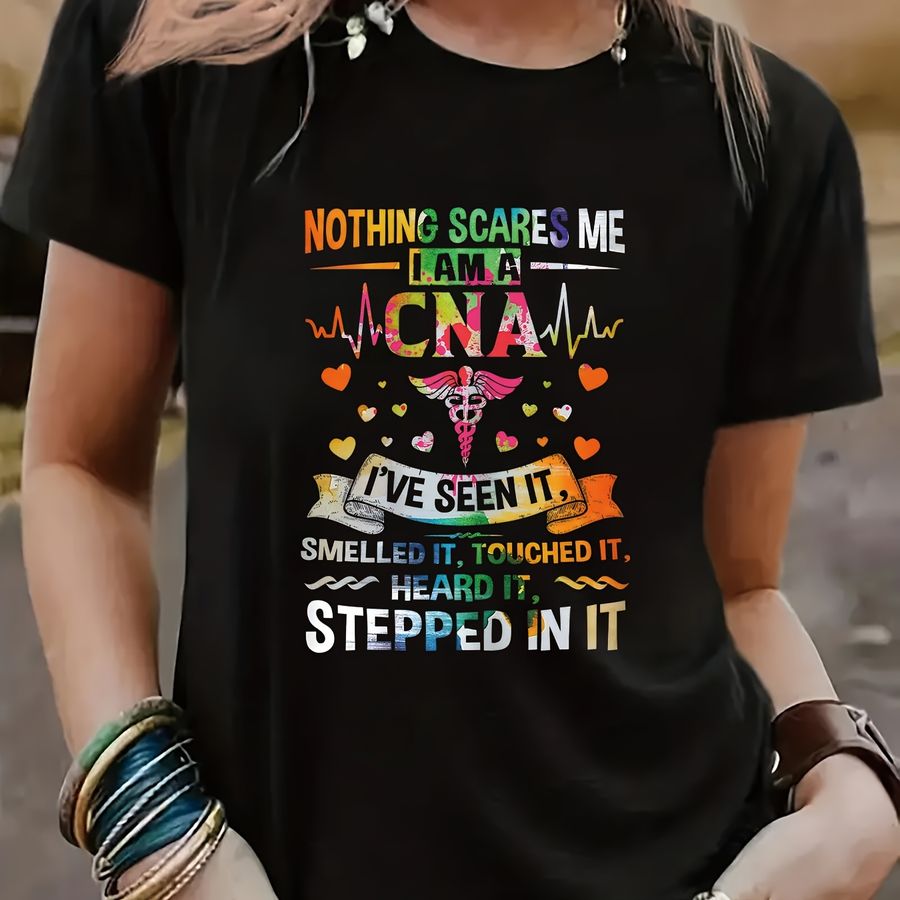 NOTHING SCARES ME
I AM A
CNA
I'VE SEEN IT,
SMELLED IT, TOUCHED IT,
HEARD IT,
STEPPED IN IT